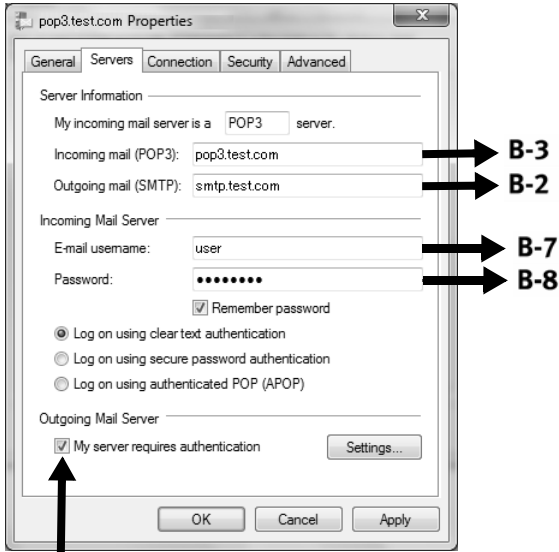 pop3.test.com Properties
General Servers Connection Security Advanced
Server Information
My incoming mail server is a POP3 server.
Incoming mail (POP3): pop3.test.com B-3
Outgoing mail (SMTP): smtp.test.com B-2
Incoming Mail Server
E-mail username: user B-7
Password: •••••••• B-8
Remember password
Log on using clear text authentication
Log on using secure password authentication
Log on using authenticated POP (APOP)
Outgoing Mail Server
My server requires authentication Settings...
OK Cancel Apply